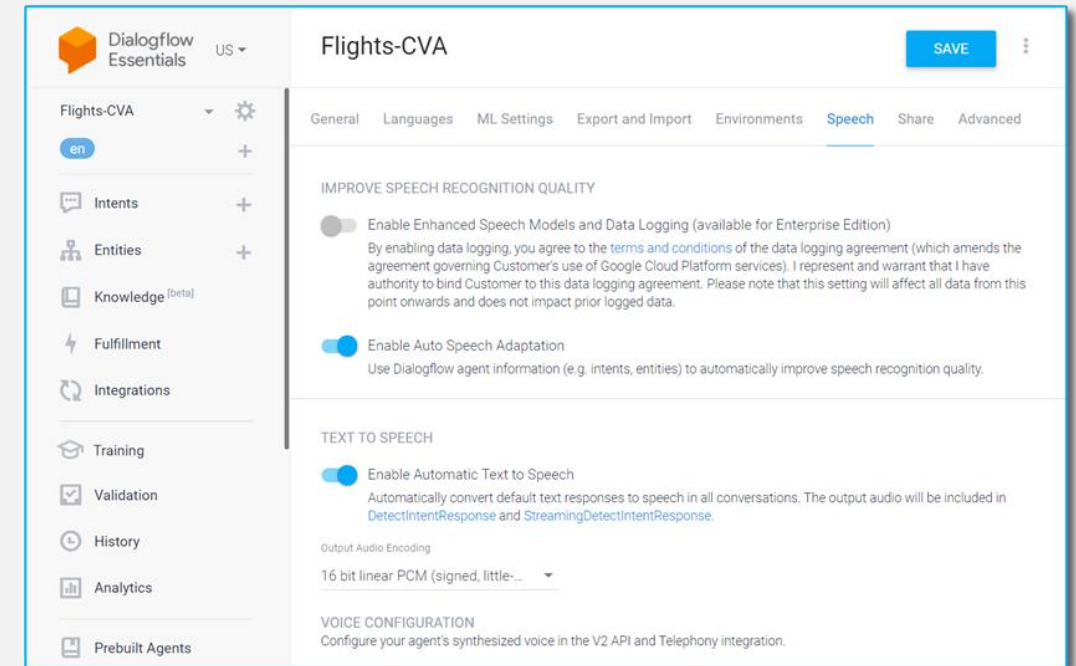 Dialogflow
Essentials
US
Flights-CVA
SAVE
Flights-CVA
en
Intents
Entities
Knowledge [beta]
Fulfillment
Integrations
Training
Validation
History
Analytics
Prebuilt Agents
General Languages ML Settings Export and Import Environments Speech Share Advanced
IMPROVE SPEECH RECOGNITION QUALITY
Enable Enhanced Speech Models and Data Logging (available for Enterprise Edition)
By enabling data logging, you agree to the terms and conditions of the data logging agreement (which amends the
agreement governing Customer's use of Google Cloud Platform services). I represent and warrant that I have
authority to bind Customer to this data logging agreement. Please note that this setting will affect all data from this
point onwards and does not impact prior logged data.
Enable Auto Speech Adaptation
Use Dialogflow agent information (e.g. intents, entities) to automatically improve speech recognition quality.
TEXT TO SPEECH
Enable Automatic Text to Speech
Automatically convert default text responses to speech in all conversations. The output audio will be included in
DetectIntentResponse and StreamingDetectIntentResponse.
Output Audio Encoding
16 bit linear PCM (signed, little-...
VOICE CONFIGURATION
Configure your agent's synthesized voice in the V2 API and Telephony integration.